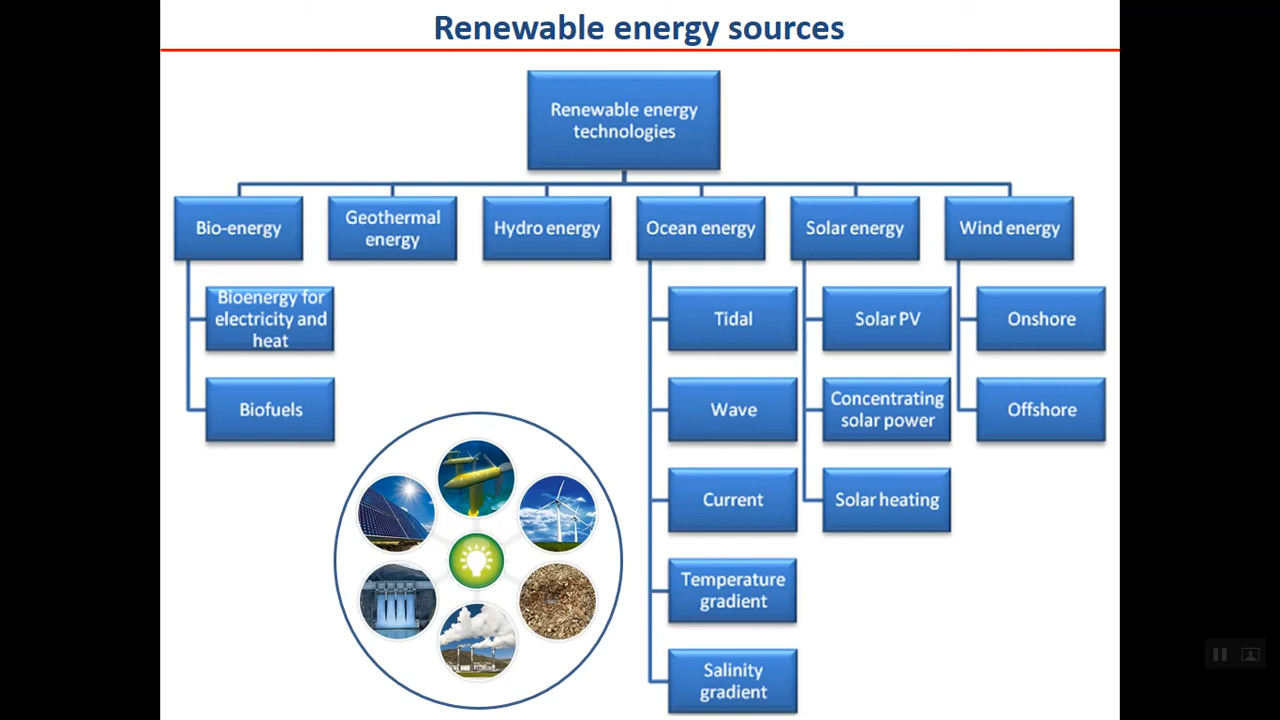 Renewable energy sources
Renewable energy
technologies
Bio-energy
Geothermal
energy
Hydro energy
Ocean energy
Solar energy
Wind energy
Bioenergy for
electricity and
heat
Biofuels
Tidal
Wave
Current
Temperature
gradient
Salinity
gradient
Solar PV
Concentrating
solar power
Solar heating
Onshore
Offshore